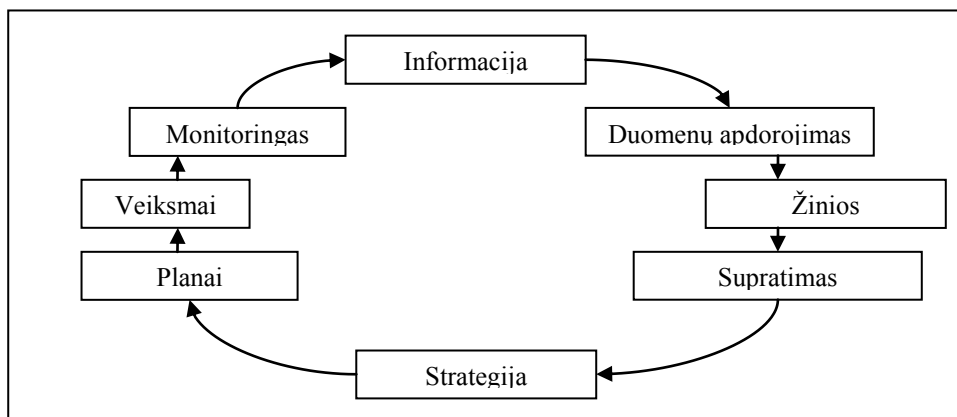 Informacija
Monitoringas
Duomenų apdorojimas
Veiksmai
Žinios
Planai
Supratimas
Strategija